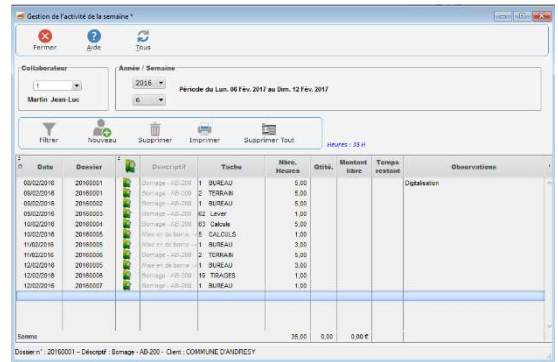 Gestion de l'activité de la semaine *
Fermer Aide Tous
Collaborateur Année / Semaine
1 2016
Martin Jean-Luc 6 Période du Lun. 06 Fév. 2017 au Dim. 12 Fév. 2017
Filtrer Nouveau Supprimer Imprimer Supprimer Tout Heures : 35 H
Date Dossier Descriptif Tache Nbre. Heures Qtité. Montant libre Temps restant Observations
08/02/2016 20160001 Bornage - AB-200 1 BUREAU 5,00 Digitalisation
08/02/2016 20160001 Bornage - AB-200 2 TERRAIN 5,00
09/02/2016 20160002 Bornage - AB-200 1 BUREAU 5,00
09/02/2016 20160001 Bornage - AB-200 62 Lever 1,00
10/02/2016 20160004 Bornage - AB-200 63 Calculs 5,00
10/02/2016 20160005 Mise en de borne - 5 CALCULS 1,00
11/02/2016 20160005 Mise en de borne - 1 BUREAU 3,00
11/02/2016 20160006 Bornage - AB-200 2 TERRAIN 5,00
12/02/2016 20160005 Mise en de borne - 1 BUREAU 3,00
12/02/2016 20160008 Bornage - AB-200 19 TIRAGES 1,00
12/02/2016 20160007 Bornage - AB-200 1 BUREAU 1,00
Somme 35,00 0,00 0,00 €
Dossier n° : 20160001 – Déscriptif : Bornage - AB-200 - Client : COMMUNE D'ANDRESY